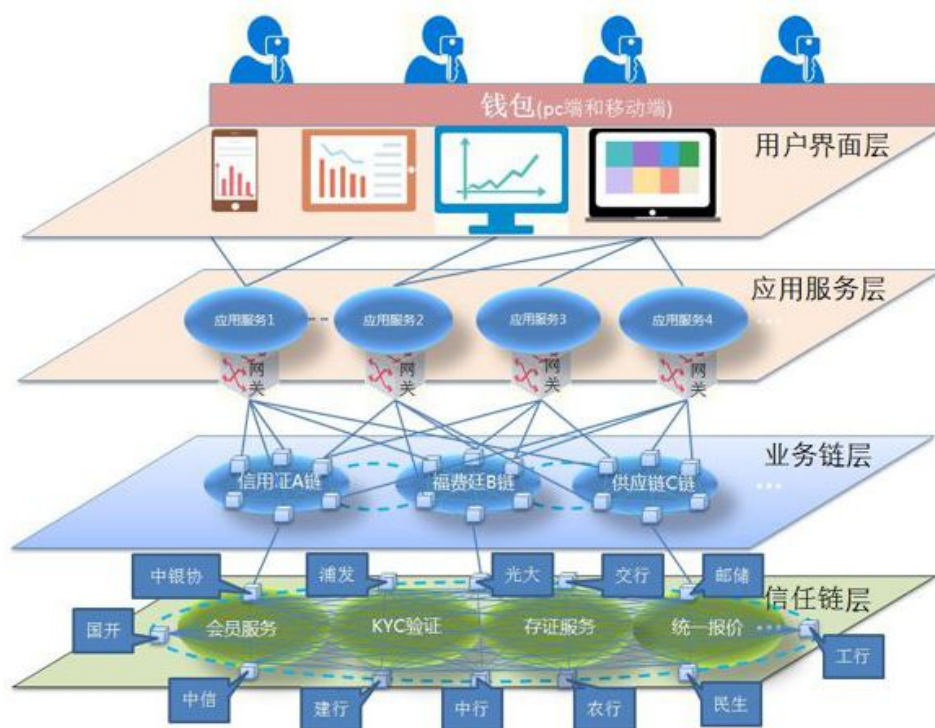 钱包(pc端和移动端)
用户界面层
应用服务层
应用服务1
应用服务2
应用服务3
应用服务4
...
网关
网关
网关
网关
业务链层
信用证A链
福费廷B链
供应链C链
...
中银协
浦发
光大
交行
邮储
信任链层
国开
会员服务
KYC验证
存证服务
统一报价
...
工行
中信
建行
中行
农行
民生